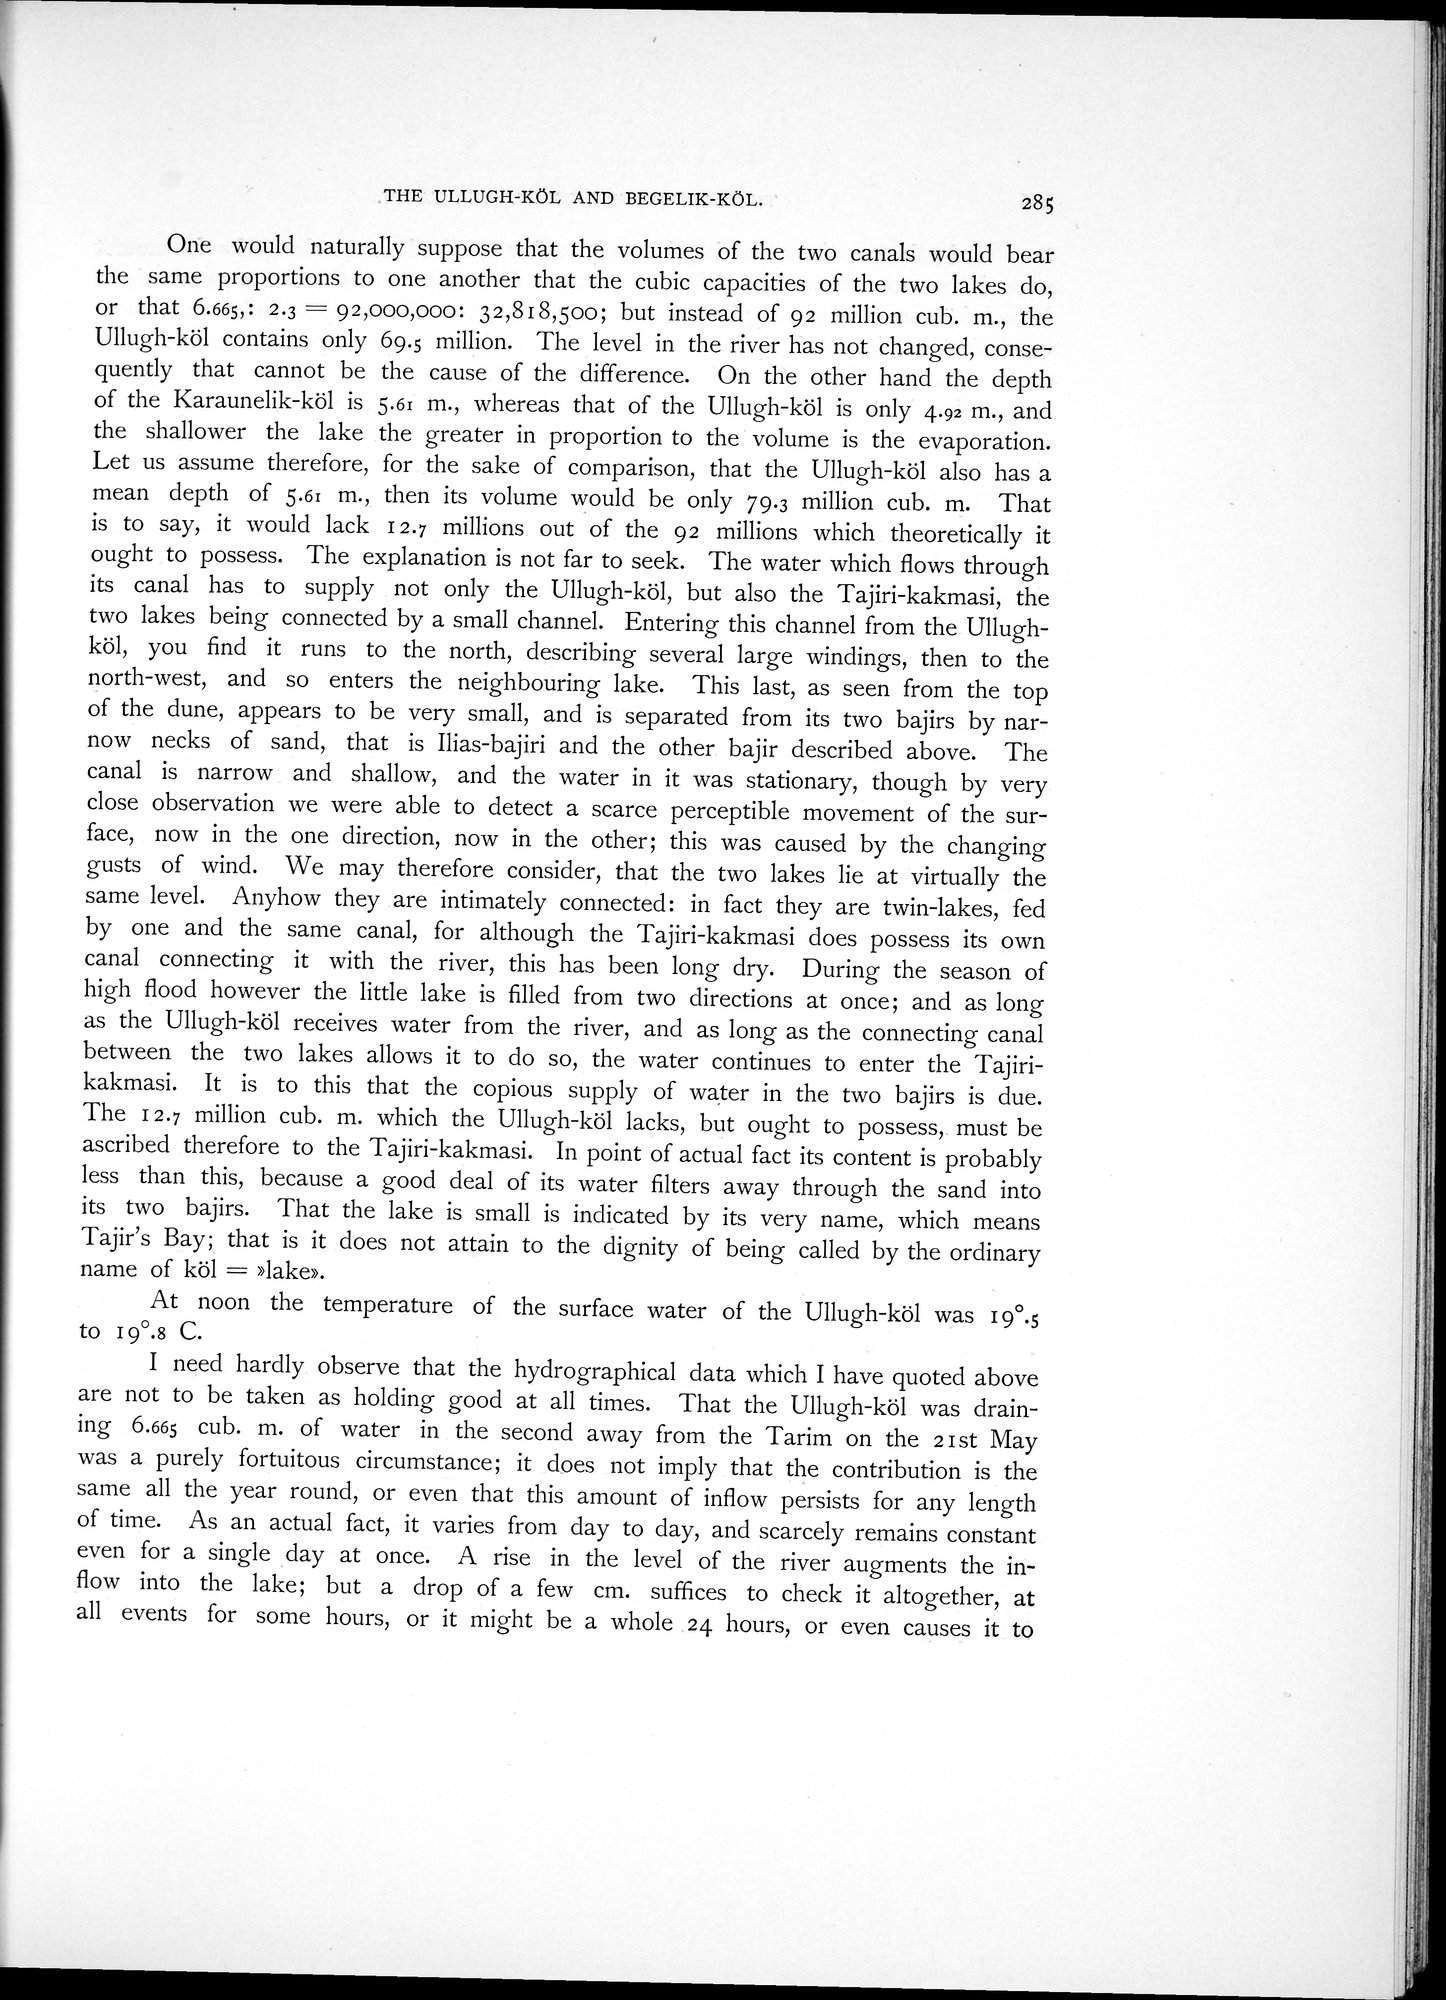 THE ULLUGH-KÖL AND BEGELIK-KÖL. 285
One would naturally suppose that the volumes of the two canals would bear
the same proportions to one another that the cubic capacities of the two lakes do,
or that 6.665,: 2.3 = 92,000,000: 32,818,500; but instead of 92 million cub. m., the
Ullugh-köl contains only 69.5 million. The level in the river has not changed, conse-
quently that cannot be the cause of the difference. On the other hand the depth
of the Karaunelik-köl is 5.61 m., whereas that of the Ullugh-köl is only 4.92 m., and
the shallower the lake the greater in proportion to the volume is the evaporation.
Let us assume therefore, for the sake of comparison, that the Ullugh-köl also has a
mean depth of 5.61 m., then its volume would be only 79.3 million cub. m. That
is to say, it would lack 12.7 millions out of the 92 millions which theoretically it
ought to possess. The explanation is not far to seek. The water which flows through
its canal has to supply not only the Ullugh-köl, but also the Tajiri-kakmasi, the
two lakes being connected by a small channel. Entering this channel from the Ullugh-
köl, you find it runs to the north, describing several large windings, then to the
north-west, and so enters the neighbouring lake. This last, as seen from the top
of the dune, appears to be very small, and is separated from its two bajirs by nar-
now necks of sand, that is Ilias-bajiri and the other bajir described above. The
canal is narrow and shallow, and the water in it was stationary, though by very
close observation we were able to detect a scarce perceptible movement of the sur-
face, now in the one direction, now in the other; this was caused by the changing
gusts of wind. We may therefore consider, that the two lakes lie at virtually the
same level. Anyhow they are intimately connected: in fact they are twin-lakes, fed
by one and the same canal, for although the Tajiri-kakmasi does possess its own
canal connecting it with the river, this has been long dry. During the season of
high flood however the little lake is filled from two directions at once; and as long
as the Ullugh-köl receives water from the river, and as long as the connecting canal
between the two lakes allows it to do so, the water continues to enter the Tajiri-
kakmasi. It is to this that the copious supply of water in the two bajirs is due.
The 12.7 million cub. m. which the Ullugh-köl lacks, but ought to possess, must be
ascribed therefore to the Tajiri-kakmasi. In point of actual fact its content is probably
less than this, because a good deal of its water filters away through the sand into
its two bajirs. That the lake is small is indicated by its very name, which means
Tajir's Bay; that is it does not attain to the dignity of being called by the ordinary
name of köl = »lake».
At noon the temperature of the surface water of the Ullugh-köl was 19°.5
to 19°.8 C.
I need hardly observe that the hydrographical data which I have quoted above
are not to be taken as holding good at all times. That the Ullugh-köl was drain-
ing 6.665 cub. m. of water in the second away from the Tarim on the 21st May
was a purely fortuitous circumstance; it does not imply that the contribution is the
same all the year round, or even that this amount of inflow persists for any length
of time. As an actual fact, it varies from day to day, and scarcely remains constant
even for a single day at once. A rise in the level of the river augments the in-
flow into the lake; but a drop of a few cm. suffices to check it altogether, at
all events for some hours, or it might be a whole 24 hours, or even causes it to